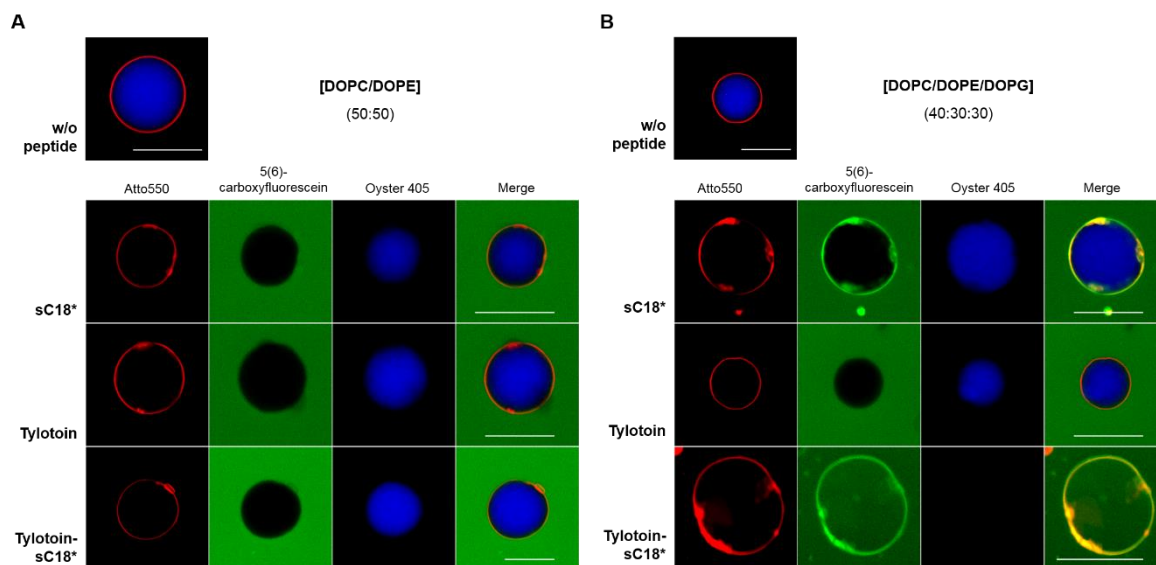 A
[DOPC/DOPE]
(50:50)
w/o
peptide
Atto550
5(6)-
carboxyfluorescein
Oyster 405
Merge
sC18*
Tylotoin
Tylotoin-
sC18*
B
[DOPC/DOPE/DOPG]
(40:30:30)
w/o
peptide
Atto550
5(6)-
carboxyfluorescein
Oyster 405
Merge
sC18*
Tylotoin
Tylotoin-
sC18*